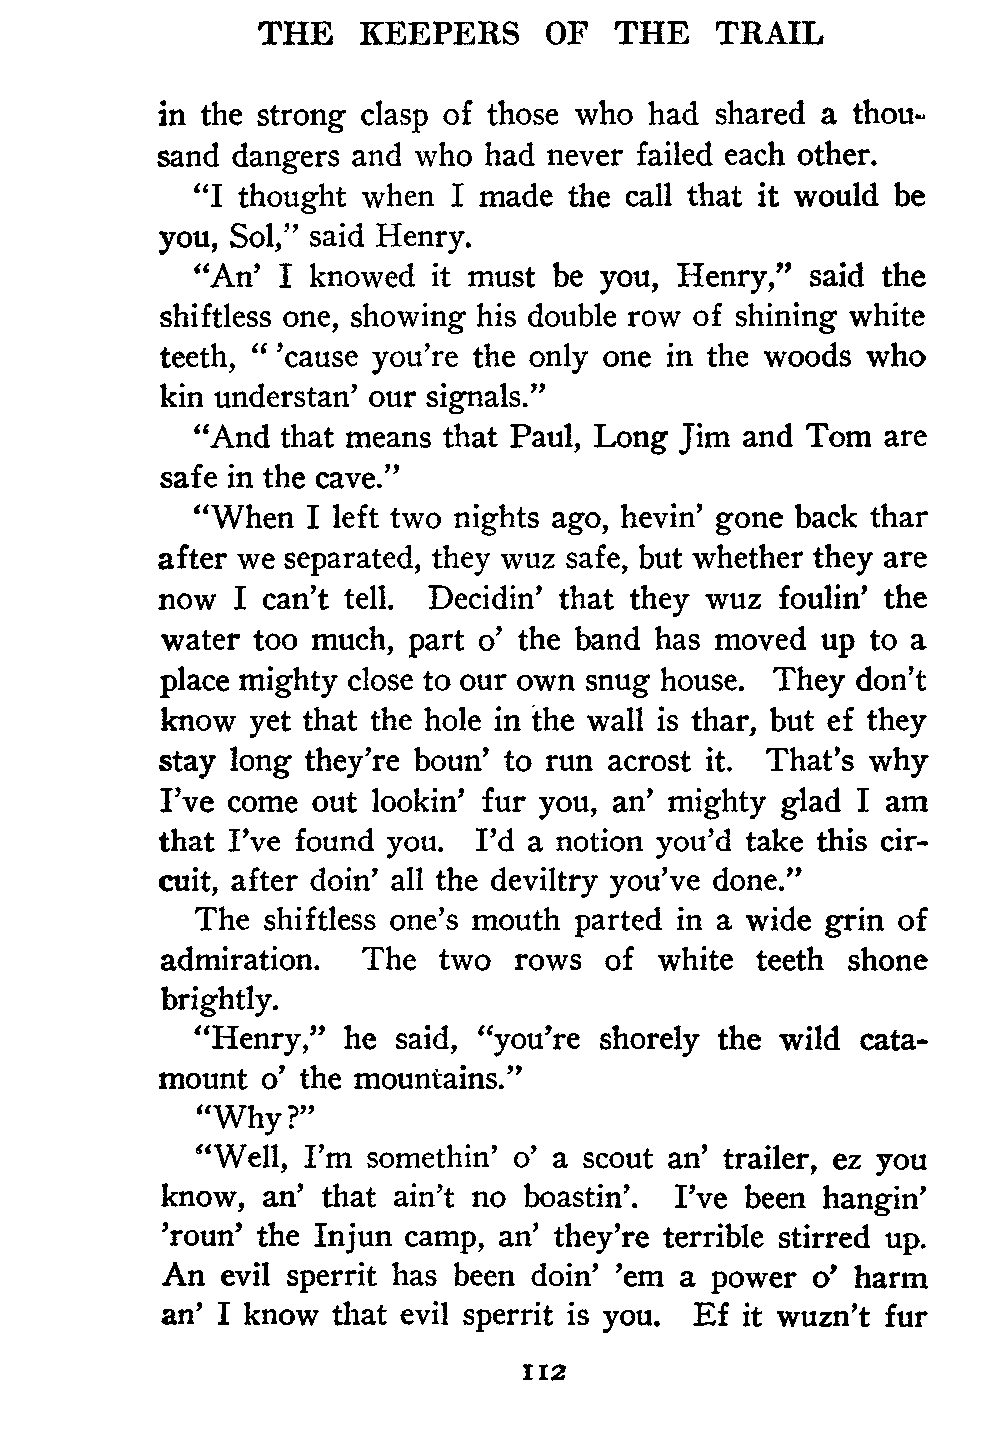 THE KEEPERS OF THE TRAIL
in the strong clasp of those who had shared a thou-
sand dangers and who had never failed each other.
“I thought when I made the call that it would be
you, Sol,” said Henry.
“An’ I knowed it must be you, Henry,” said the
shiftless one, showing his double row of shining white
teeth, “ ’cause you’re the only one in the woods who
kin understan’ our signals.”
“And that means that Paul, Long Jim and Tom are
safe in the cave.”
“When I left two nights ago, hevin’ gone back thar
after we separated, they wuz safe, but whether they are
now I can’t tell. Decidin’ that they wuz foulin’ the
water too much, part o’ the band has moved up to a
place mighty close to our own snug house. They don’t
know yet that the hole in the wall is thar, but ef they
stay long they’re boun’ to run acrost it. That’s why
I’ve come out lookin’ fur you, an’ mighty glad I am
that I’ve found you. I’d a notion you’d take this cir-
cuit, after doin’ all the deviltry you’ve done.”
The shiftless one’s mouth parted in a wide grin of
admiration. The two rows of white teeth shone
brightly.
“Henry,” he said, “you’re shorely the wild cata-
mount o’ the mountains.”
“Why?”
“Well, I’m somethin’ o’ a scout an’ trailer, ez you
know, an’ that ain’t no boastin’. I’ve been hangin’
’roun’ the Injun camp, an’ they’re terrible stirred up.
An evil sperrit has been doin’ ’em a power o’ harm
an’ I know that evil sperrit is you. Ef it wuzn’t fur
112